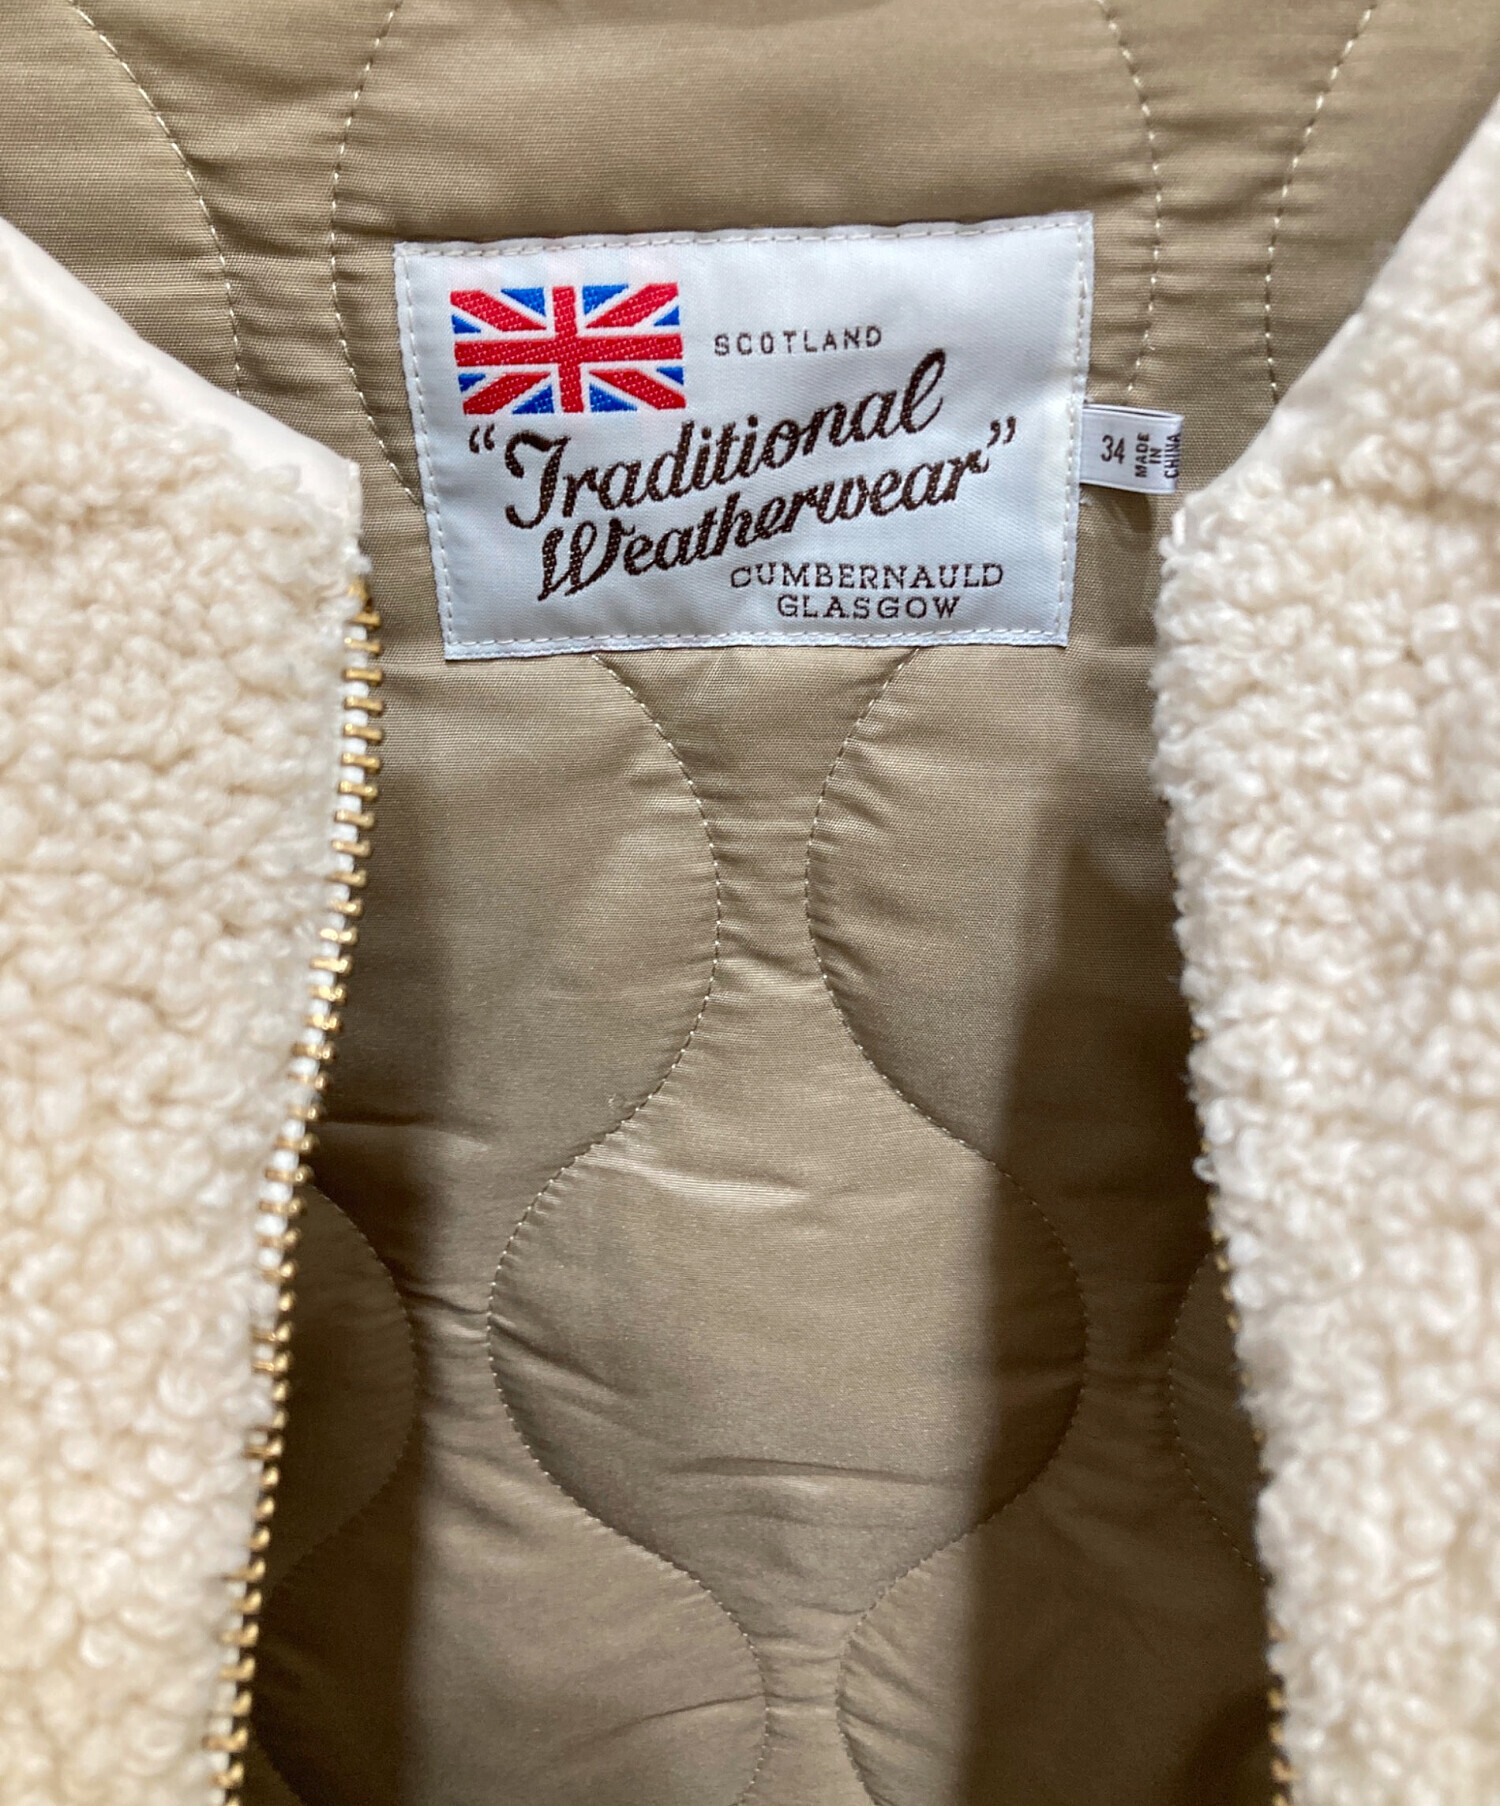 SCOTLAND
“Traditional
Weatherwear”
CUMBERNAULD
GLASGOW
34
MADE
IN
CHINA